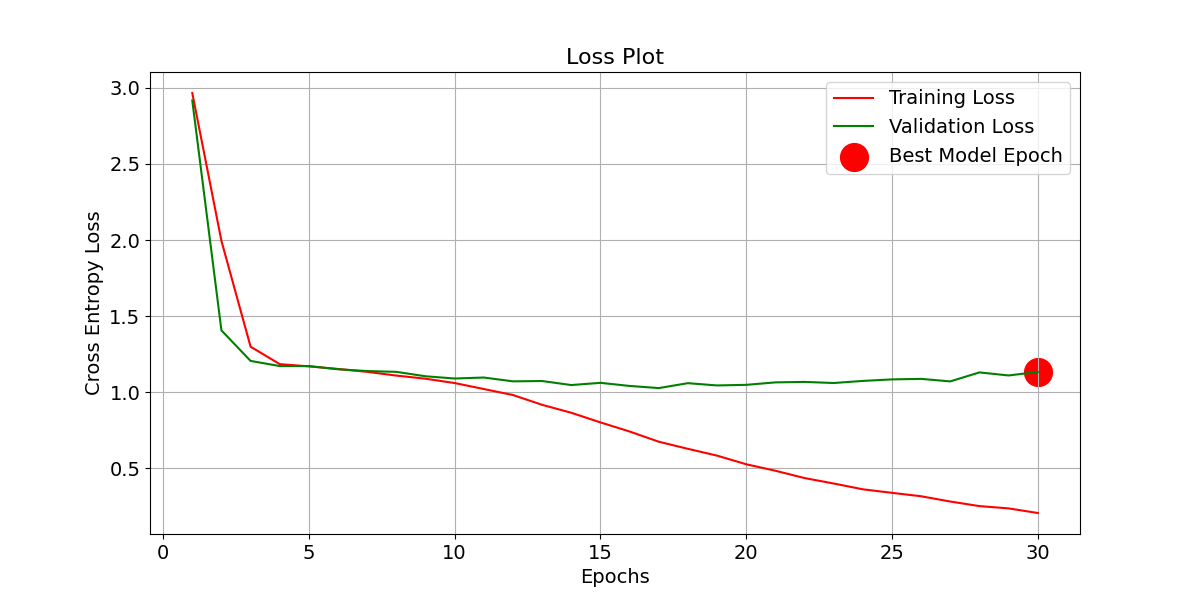 Loss Plot
Training Loss
Validation Loss
Best Model Epoch
Cross Entropy Loss
3.0
2.5
2.0
1.5
1.0
0.5
0 5 10 15 20 25 30
Epochs